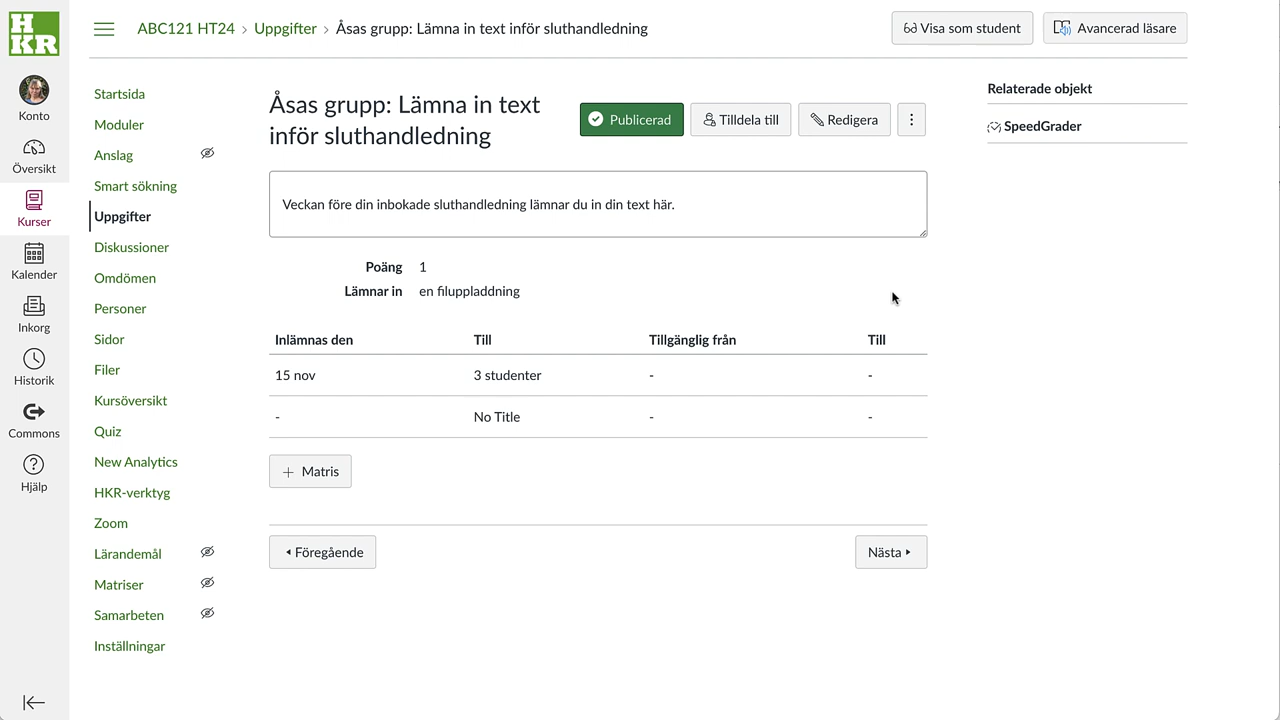 HKR
ABC121 HT24 › Uppgifter › Åsas grupp: Lämna in text inför sluthandledning
Visa som student
Avancerad läsare
Konto
Översikt
Kurser
Kalender
Inkorg
Historik
Commons
Hjälp
Startsida
Moduler
Anslag
Smart sökning
Uppgifter
Diskussioner
Omdömen
Personer
Sidor
Filer
Kursöversikt
Quiz
New Analytics
HKR-verktyg
Zoom
Lärandemål
Matriser
Samarbeten
Inställningar
Åsas grupp: Lämna in text
inför sluthandledning
Publicerad
Tilldela till
Redigera
Veckan före din inbokade sluthandledning lämnar du in din text här.
Poäng 1
Lämnar in en filuppladdning
Inlämnas den Till Tillgänglig från Till
15 nov 3 studenter - -
- No Title - -
+ Matris
Föregående
Nästa
Relaterade objekt
SpeedGrader